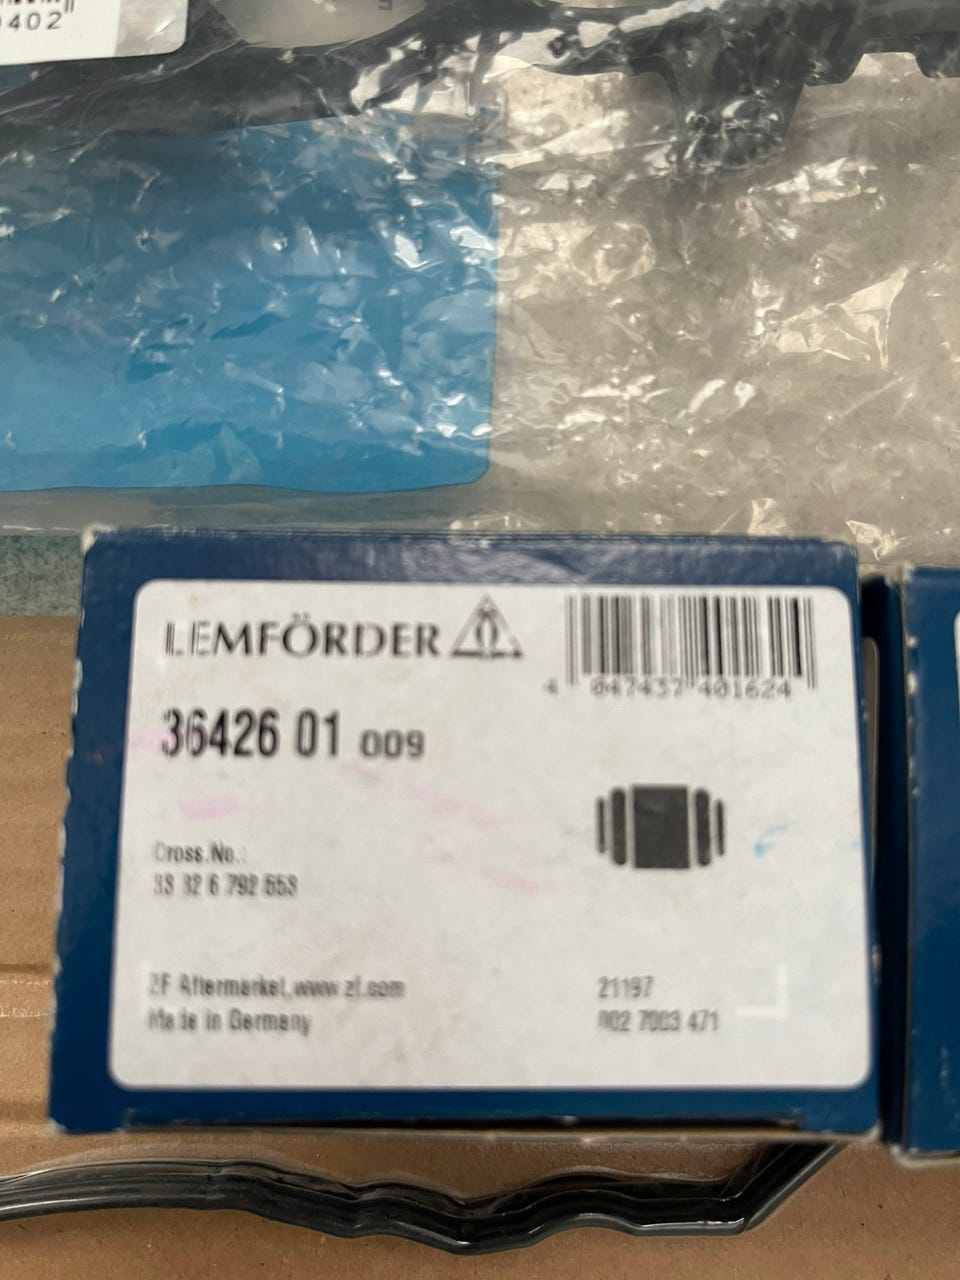 0402
LEMFÖRDER
4 047437 401624
36426 01 009
Cross.No.:
33 32 6 792 553
ZF Aftermarket, www.zf.com
Made in Germany
21197
002 7003 471